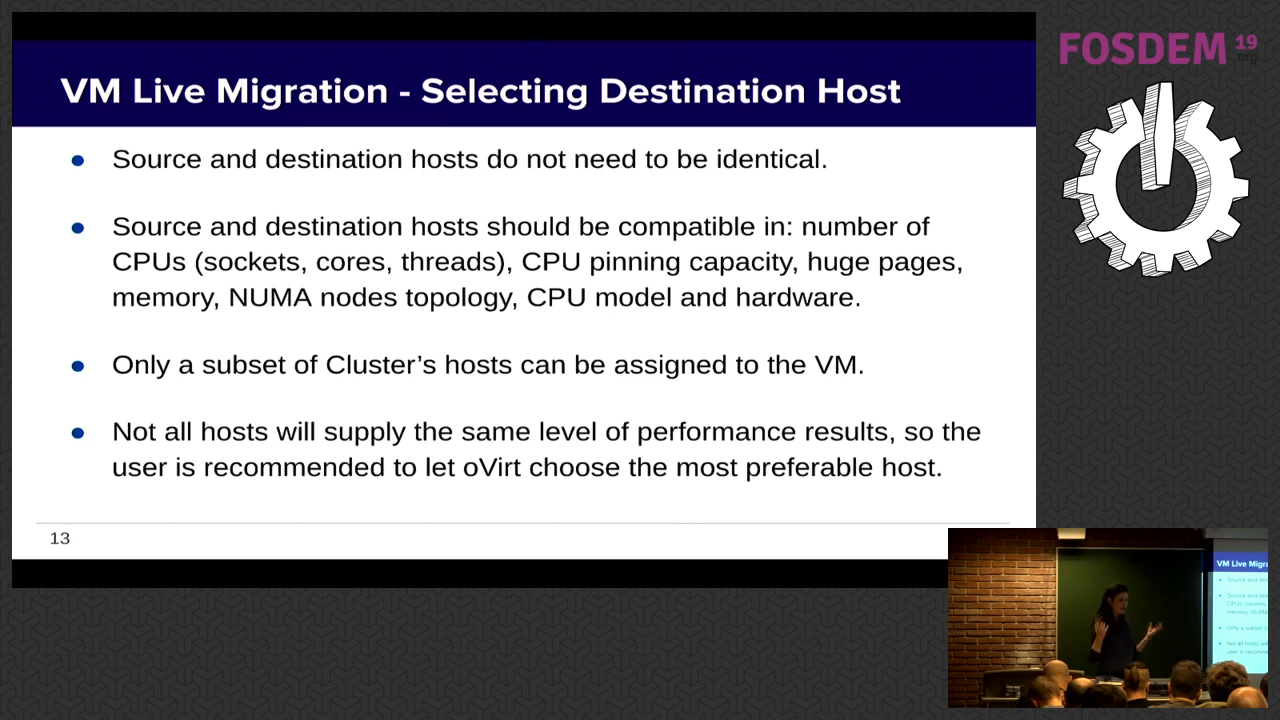 VM Live Migration - Selecting Destination Host
● Source and destination hosts do not need to be identical.
● Source and destination hosts should be compatible in: number of
CPUs (sockets, cores, threads), CPU pinning capacity, huge pages,
memory, NUMA nodes topology, CPU model and hardware.
● Only a subset of Cluster’s hosts can be assigned to the VM.
● Not all hosts will supply the same level of performance results, so the
user is recommended to let oVirt choose the most preferable host.
13
FOSDEM 19
.org
VM Live Migra